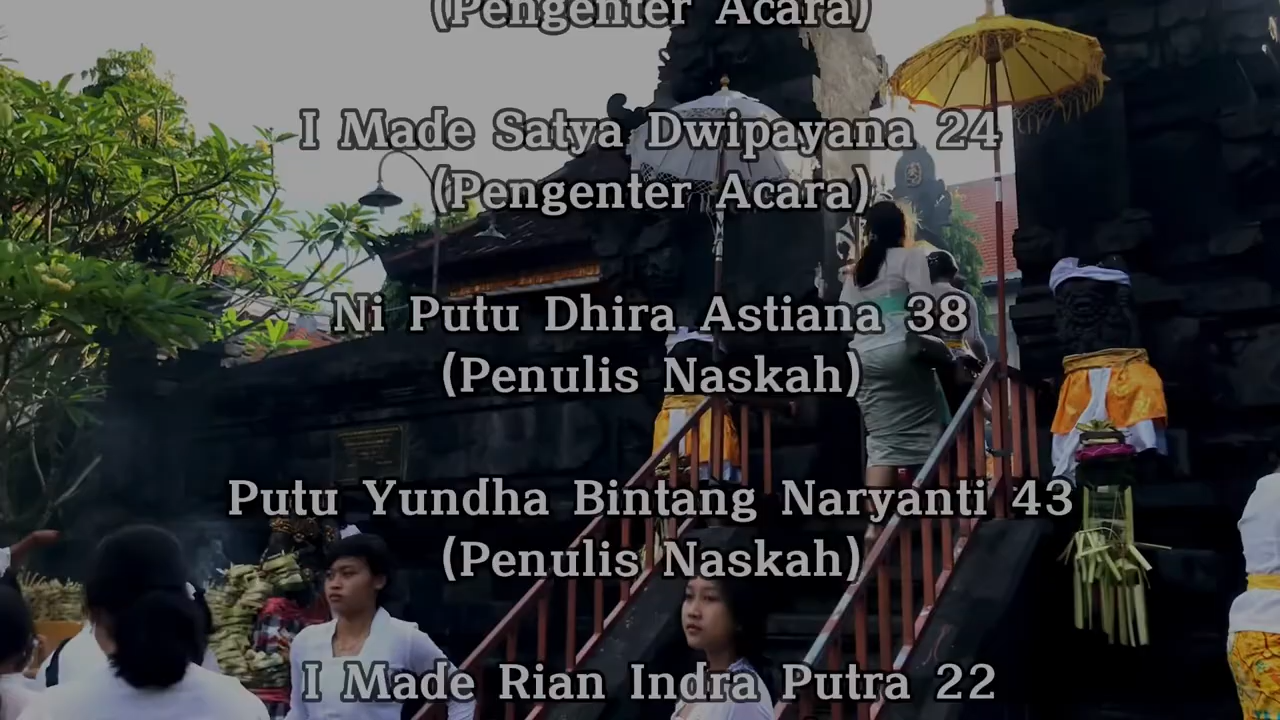 (Pengenter Acara)
I Made Satya Dwipayana 24
(Pengenter Acara)
Ni Putu Dhira Astiana 38
(Penulis Naskah)
Putu Yundha Bintang Naryanti 43
(Penulis Naskah)
I Made Rian Indra Putra 22